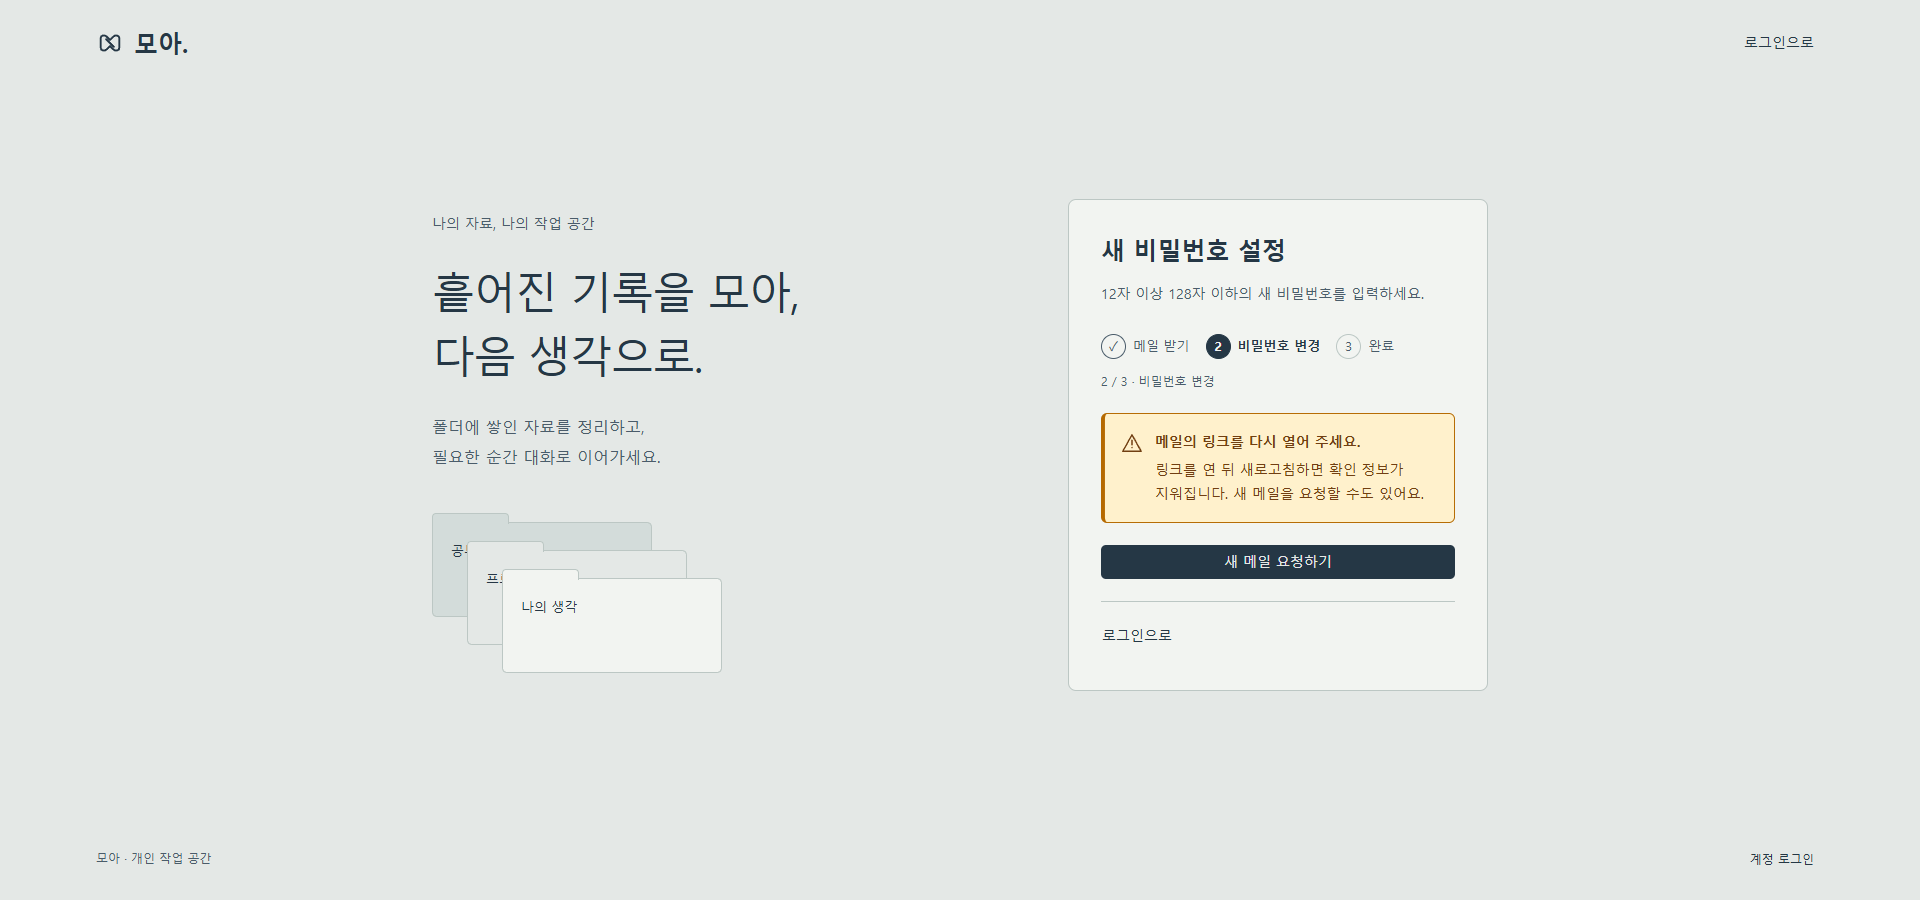 모아.
로그인으로
나의 자료, 나의 작업 공간
흩어진 기록을 모아,
다음 생각으로.
폴더에 쌓인 자료를 정리하고,
필요한 순간 대화로 이어가세요.
나의 생각
새 비밀번호 설정
12자 이상 128자 이하의 새 비밀번호를 입력하세요.
✓ 메일 받기 2 비밀번호 변경 3 완료
2 / 3 · 비밀번호 변경
메일의 링크를 다시 열어 주세요.
링크를 연 뒤 새로고침하면 확인 정보가
지워집니다. 새 메일을 요청할 수도 있어요.
새 메일 요청하기
로그인으로
모아 · 개인 작업 공간
계정 로그인